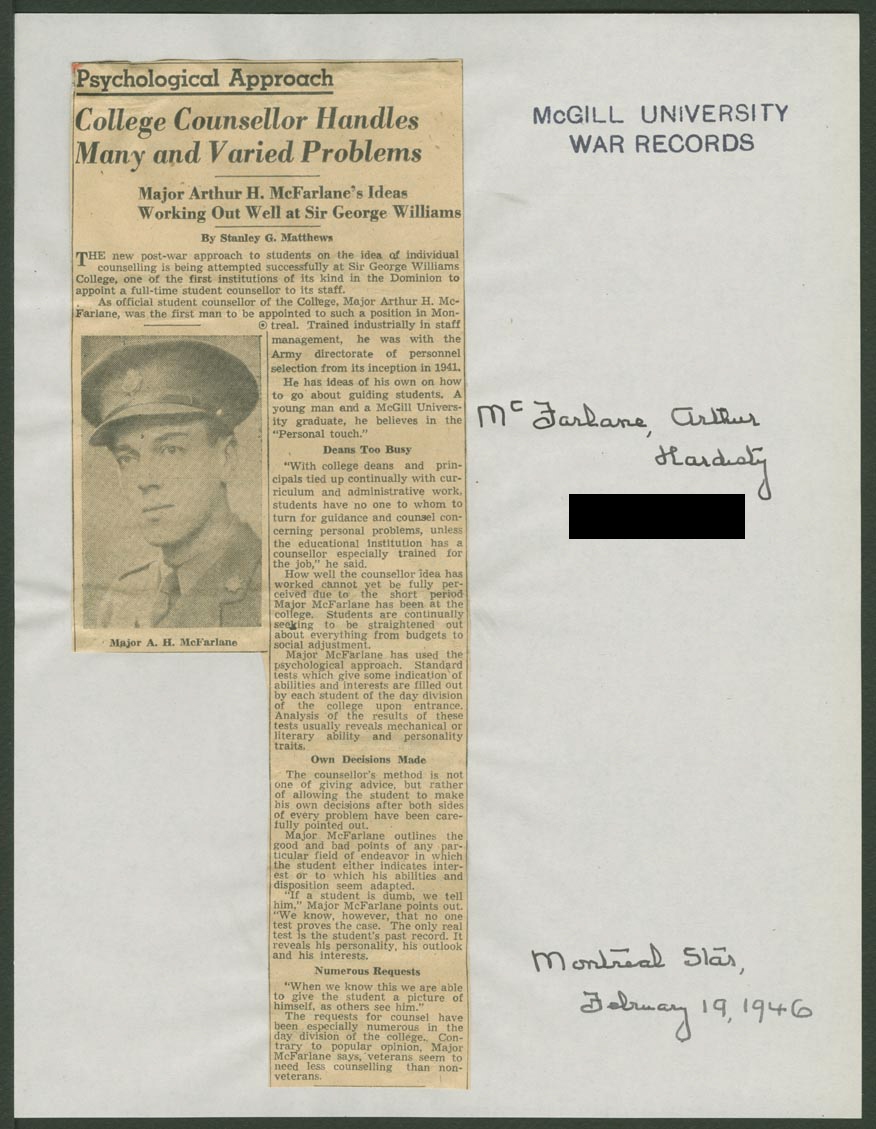 Psychological Approach
College Counsellor Handles
Many and Varied Problems
Major Arthur H. McFarlane's Ideas
Working Out Well at Sir George Williams
By Stanley G. Matthews
THE new post-war approach to students on the idea of individual
counselling is being attempted successfully at Sir George Williams
College, one of the first institutions of its kind in the Dominion to
appoint a full-time student counsellor to its staff.
As official student counsellor of the College, Major Arthur H. Mc-
Farlane, was the first man to be appointed to such a position in Mon-
treal. Trained industrially in staff
management, he was with the
Army directorate of personnel
selection from its inception in 1941.
He has ideas of his own on how
to go about guiding students. A
young man and a McGill Univers-
ity graduate, he believes in the
"Personal touch."
Deans Too Busy
"With college deans and prin-
cipals tied up continually with cur-
riculum and administrative work,
students have no one to whom to
turn for guidance and counsel con-
cerning personal problems, unless
the educational institution has a
counsellor especially trained for
the job," he said.
How well the counsellor idea has
worked cannot yet be fully per-
ceived due to the short period
Major McFarlane has been at the
college. Students are continually
seeking to be straightened out
about everything from budgets to
social adjustment.
Major McFarlane has used the
psychological approach. Standard
tests which give some indication of
abilities and interests are filled out
by each student of the day division
of the college upon entrance.
Analysis of the results of these
tests usually reveals mechanical or
literary ability and personality
traits.
Own Decisions Made
The counsellor's method is not
one of giving advice, but rather
of allowing the student to make
his own decisions after both sides
of every problem have been care-
fully pointed out.
Major McFarlane outlines the
good and bad points of any par-
ticular field of endeavor in which
the student either indicates inter-
est or to which his abilities and
disposition seem adapted.
"If a student is dumb, we tell
him," Major McFarlane points out.
"We know, however, that no one
test proves the case. The only real
test is the student's past record. It
reveals his personality, his outlook
and his interests.
Numerous Requests
"When we know this we are able
to give the student a picture of
himself, as others see him."
The requests for counsel have
been especially numerous in the
day division of the college. Con-
trary to popular opinion, Major
McFarlane says, veterans seem to
need less counselling than non-
veterans.
Major A. H. McFarlane
McGILL UNIVERSITY
WAR RECORDS
McFarlane, Arthur
Hardisty
Montreal Star,
February 19, 1946